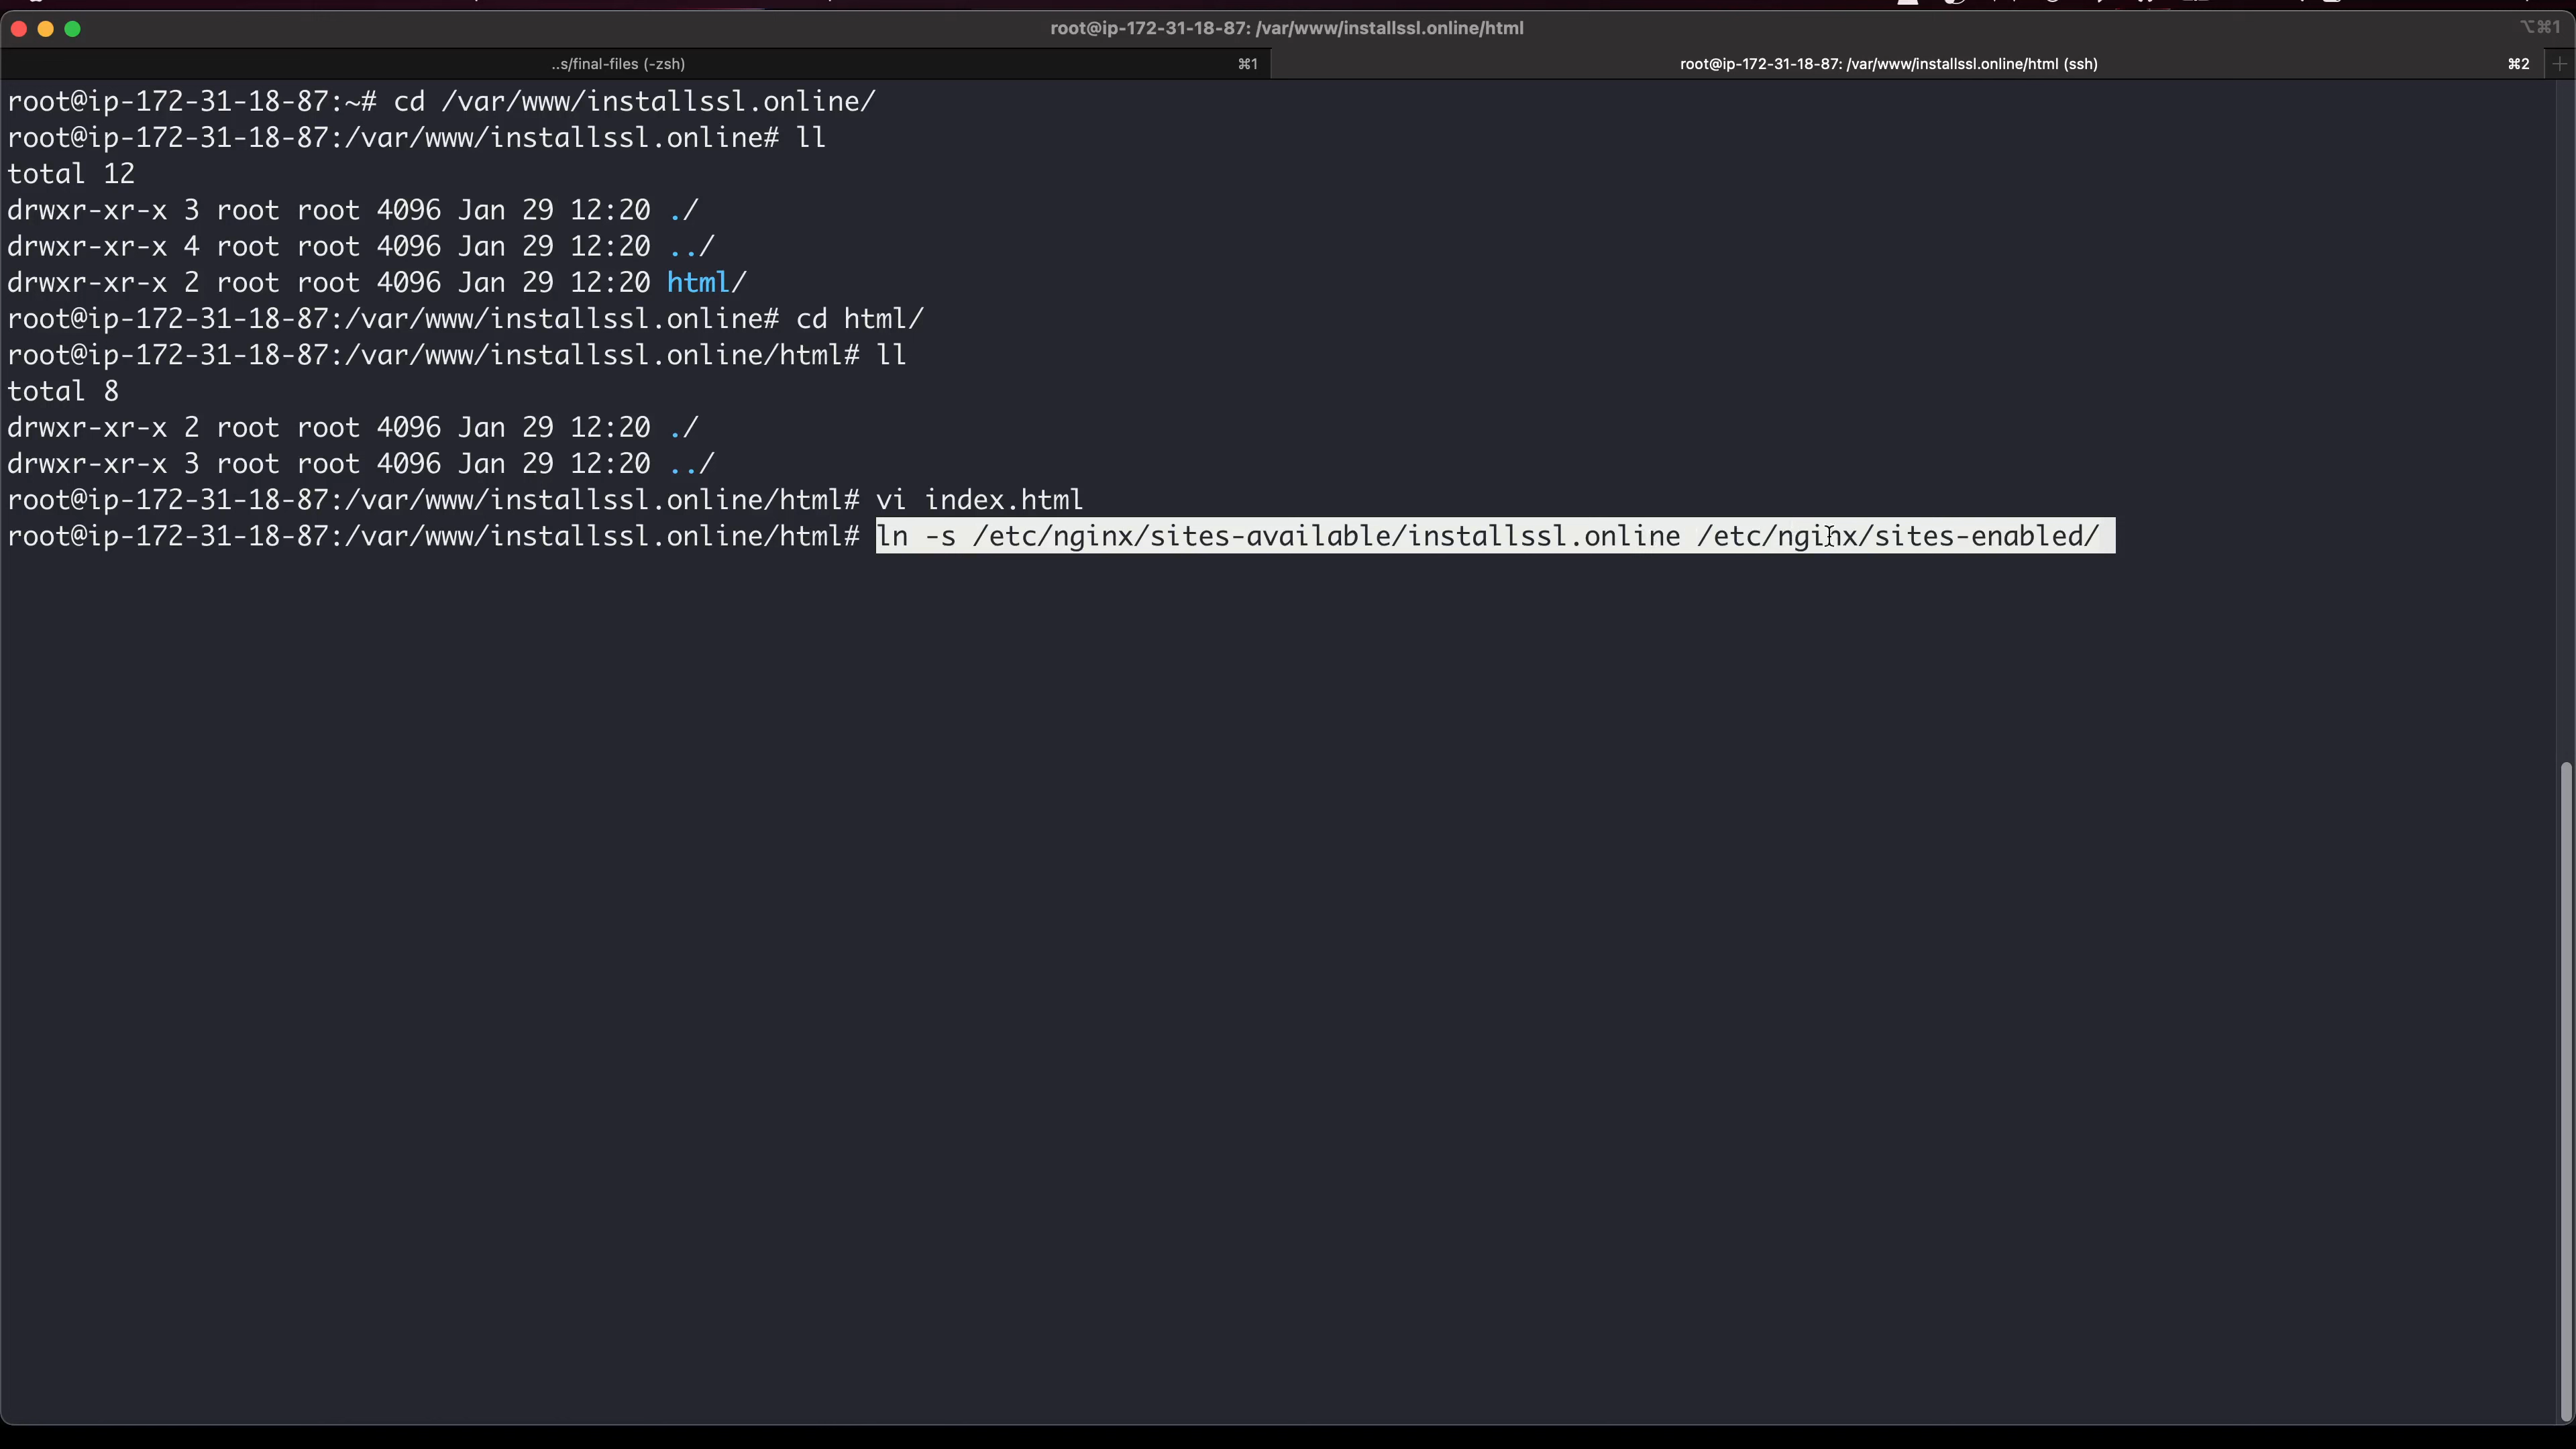 root@ip-172-31-18-87: /var/www/installssl.online/html
⌥⌘1
..s/final-files (-zsh)
⌘1
root@ip-172-31-18-87: /var/www/installssl.online/html (ssh)
⌘2
root@ip-172-31-18-87:~# cd /var/www/installssl.online/
root@ip-172-31-18-87:/var/www/installssl.online# ll
total 12
drwxr-xr-x 3 root root 4096 Jan 29 12:20 ./
drwxr-xr-x 4 root root 4096 Jan 29 12:20 ../
drwxr-xr-x 2 root root 4096 Jan 29 12:20 html/
root@ip-172-31-18-87:/var/www/installssl.online# cd html/
root@ip-172-31-18-87:/var/www/installssl.online/html# ll
total 8
drwxr-xr-x 2 root root 4096 Jan 29 12:20 ./
drwxr-xr-x 3 root root 4096 Jan 29 12:20 ../
root@ip-172-31-18-87:/var/www/installssl.online/html# vi index.html
root@ip-172-31-18-87:/var/www/installssl.online/html# ln -s /etc/nginx/sites-available/installssl.online /etc/nginx/sites-enabled/